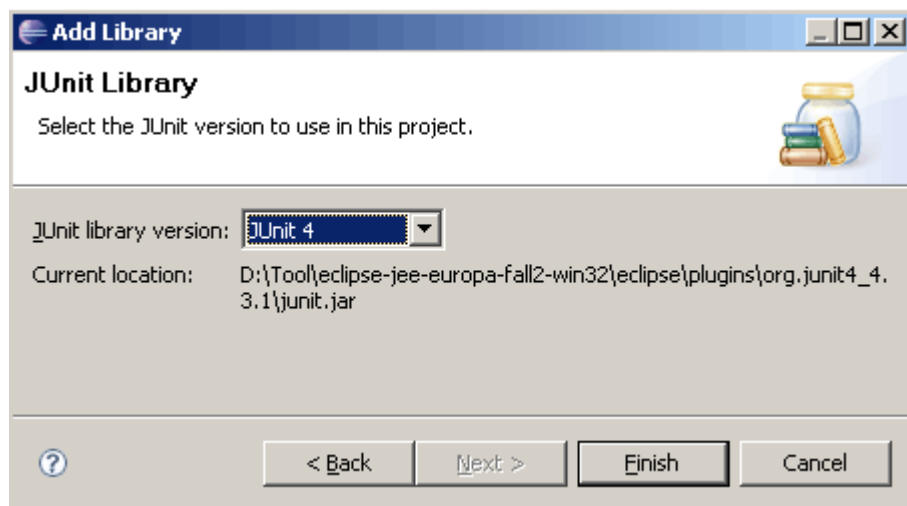 Add Library
JUnit Library
Select the JUnit version to use in this project.
JUnit library version: JUnit 4
Current location: D:\Tool\eclipse-jee-europa-fall2-win32\eclipse\plugins\org.junit4_4.
3.1\junit.jar
? < Back Next > Finish Cancel